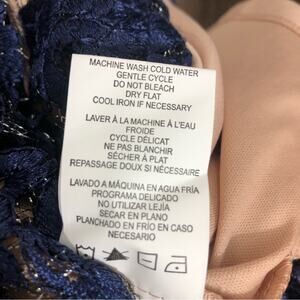 MACHINE WASH COLD WATER
GENTLE CYCLE
DO NOT BLEACH
DRY FLAT
COOL IRON IF NECESSARY
LAVER À LA MACHINE À L'EAU
FROIDE
CYCLE DÉLICAT
NE PAS BLANCHIR
SÉCHER À PLAT
REPASSAGE DOUX SI NÉCESSAIRE
LAVADO A MÁQUINA EN AGUA FRÍA
PROGRAMA DELICADO
NO UTILIZAR LEJÍA
SECAR EN PLANO
PLANCHADO EN FRÍO EN CASO
NECESARIO